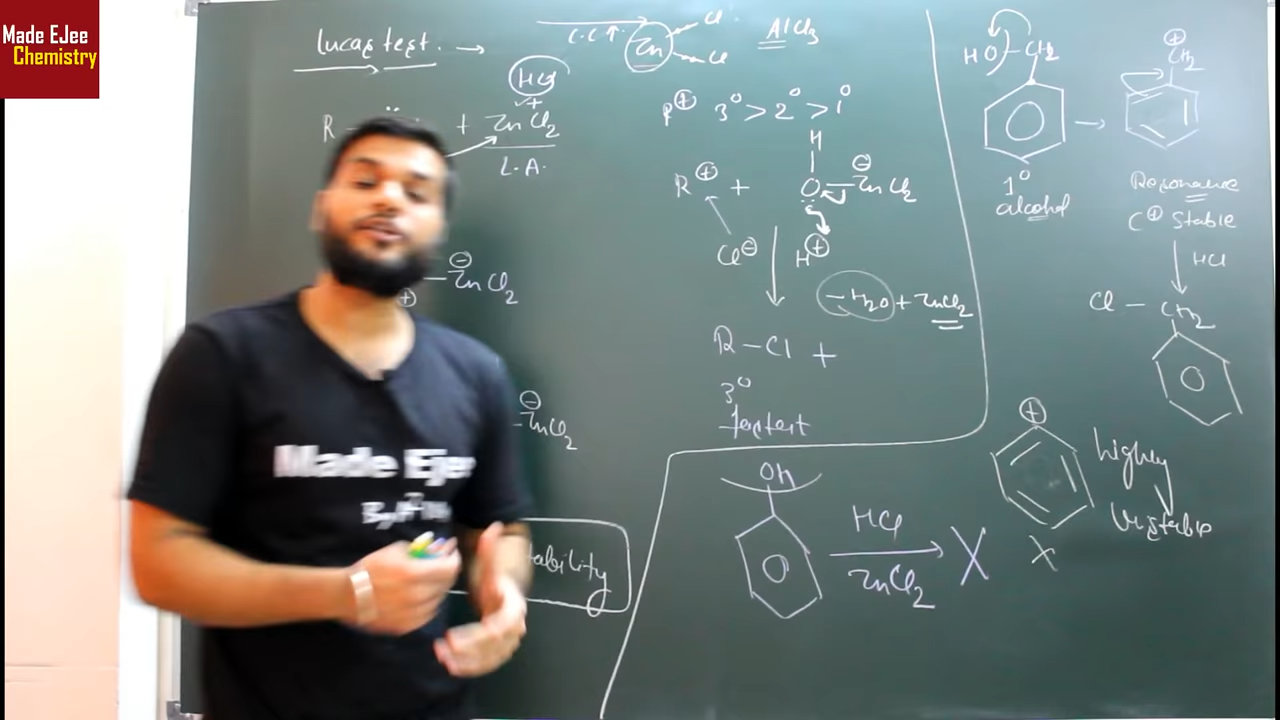 Made EJee
Chemistry
Lucas test. →
C.C ↑.
Zn
Cl
Cl
AlCl₃
HCl
R –
+ ZnCl₂
L.A.
R⊕ 3° > 2° > 1°
R⊕ +
H
O – ⊖ZnCl₂
Cl⊖
H⊕
– H₂O + ZnCl₂
R – Cl +
3°
fastest
⊖
– ZnCl₂
⊕
⊖
– ZnCl₂
tability
Made Ejee
HO – CH₂
→
1°
alcohol
⊕
CH₂
Resonance
C⊕ Stable
HCl
Cl – CH₂
OH
HCl
ZnCl₂
X
⊕
highly
Unstable
X